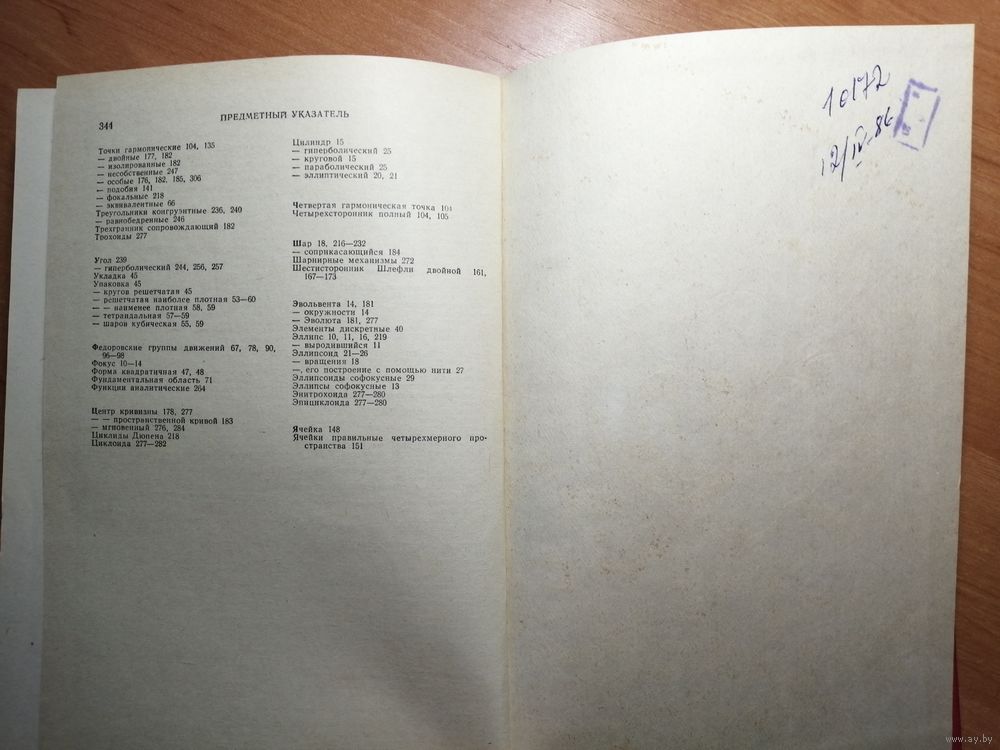 344
ПРЕДМЕТНЫЙ УКАЗАТЕЛЬ
Точки гармонические 104, 135
— двойные 177, 182
— изолированные 182
— несобственные 247
— особые 176, 182, 185, 306
— подобия 141
— фокальные 218
— эквивалентные 66
Треугольники конгруэнтные 236, 240
— равнобедренные 246
Трехгранник сопровождающий 182
Трохоиды 277
Угол 239
— гиперболический 244, 256, 257
Укладка 45
Упаковка 45
— кругов решетчатая 45
— решетчатая наиболее плотная 53—60
— — наименее плотная 58, 59
— тетраидальная 57—59
— шаров кубическая 55, 59
Федоровские группы движений 67, 78, 90,
96—98
Фокус 10—14
Форма квадратичная 47, 48
Фундаментальная область 71
Функции аналитические 264
Центр кривизны 178, 277
— — пространственной кривой 183
— мгновенный 276, 284
Циклиды Дюпена 218
Циклоида 277—282
Цилиндр 15
— гиперболический 25
— круговой 15
— параболический 25
— эллиптический 20, 21
Четвертая гармоническая точка 104
Четырехсторонник полный 104, 105
Шар 18, 216—232
— соприкасающийся 184
Шарнирные механизмы 272
Шестисторонник Шлефли двойной 161,
167—173
Эвольвента 14, 181
— окружности 14
— Эволюта 181, 277
Элементы дискретные 40
Эллипс 10, 11, 16, 219
— выродившийся 11
Эллипсоид 21—26
— вращения 18
—, его построение с помощью нити 27
Эллипсоиды софокусные 29
Эллипсы софокусные 13
Энитрохоида 277—280
Эпициклоида 277—280
Ячейка 148
Ячейки правильные четырехмерного про-
странства 151
10172
12/IV-86
www.ay.by